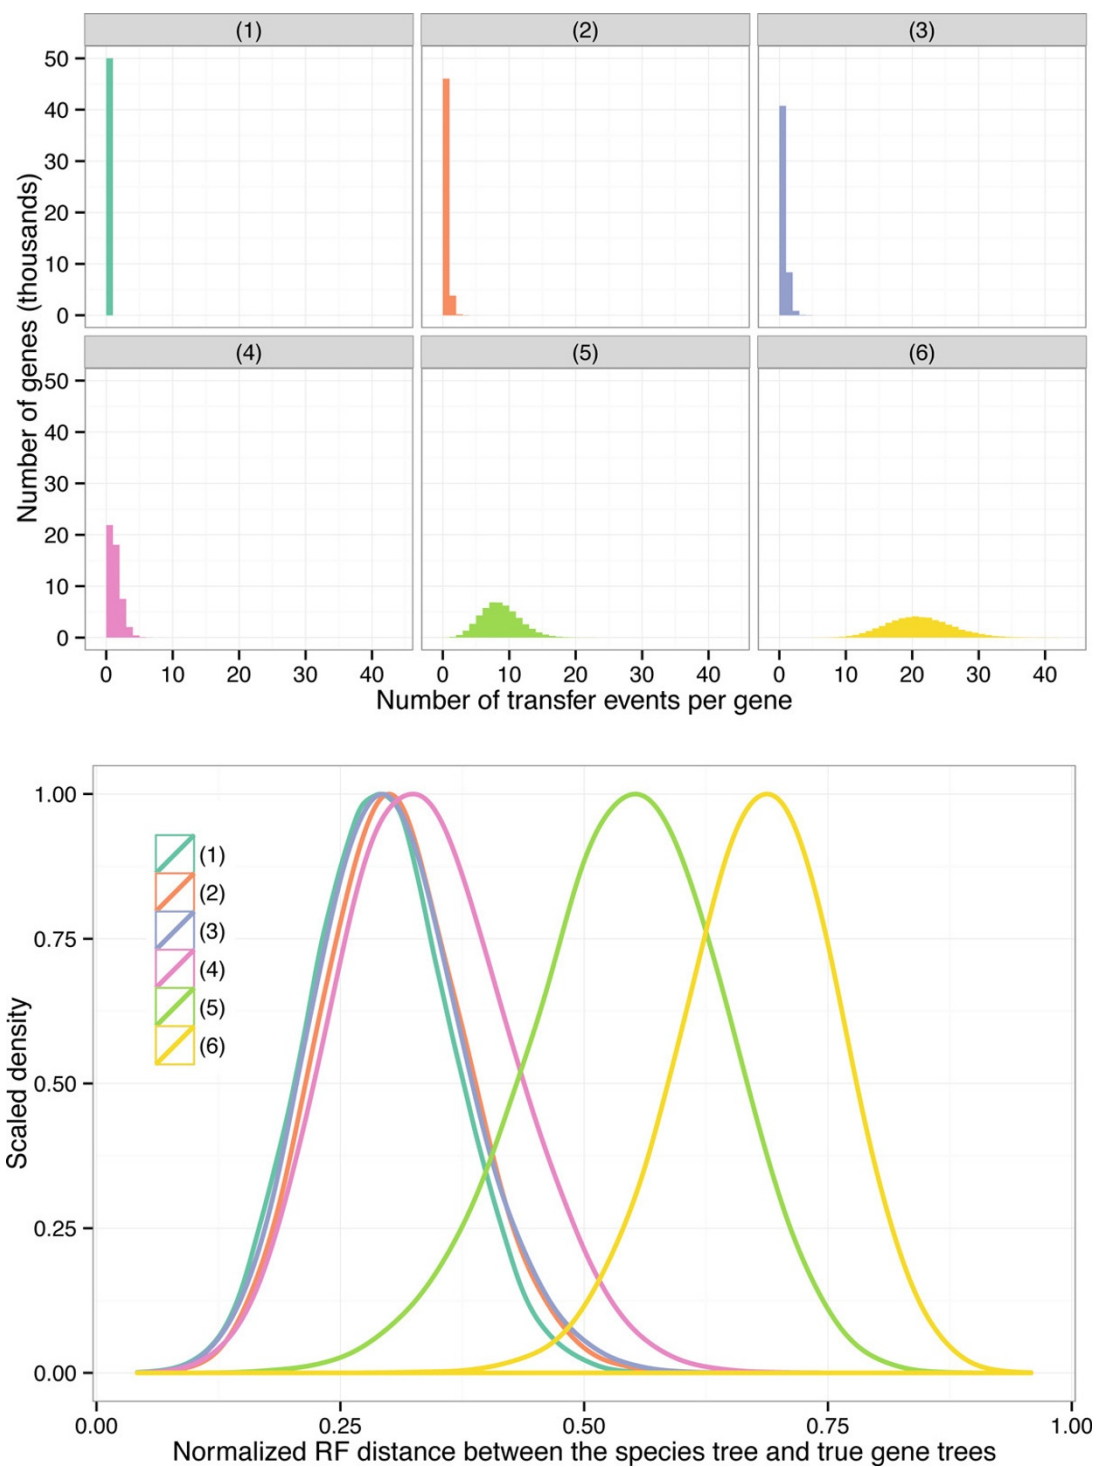 (1) (2) (3)
50
40
30
20
10
0
(4) (5) (6)
50
40
30
20
10
0
Number of genes (thousands)
0 10 20 30 40 0 10 20 30 40 0 10 20 30 40
Number of transfer events per gene
1.00
0.75
0.50
0.25
0.00
Scaled density
(1)
(2)
(3)
(4)
(5)
(6)
0.00 0.25 0.50 0.75 1.00
Normalized RF distance between the species tree and true gene trees